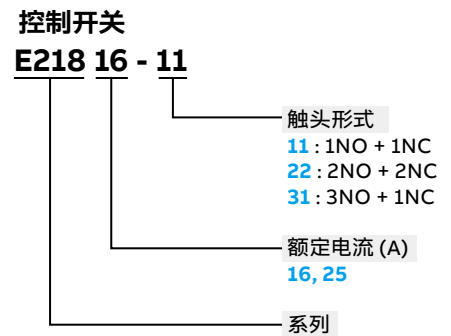 控制开关
E218 16 - 11
触头形式
11 : 1NO + 1NC
22 : 2NO + 2NC
31 : 3NO + 1NC
额定电流 (A)
16, 25
系列